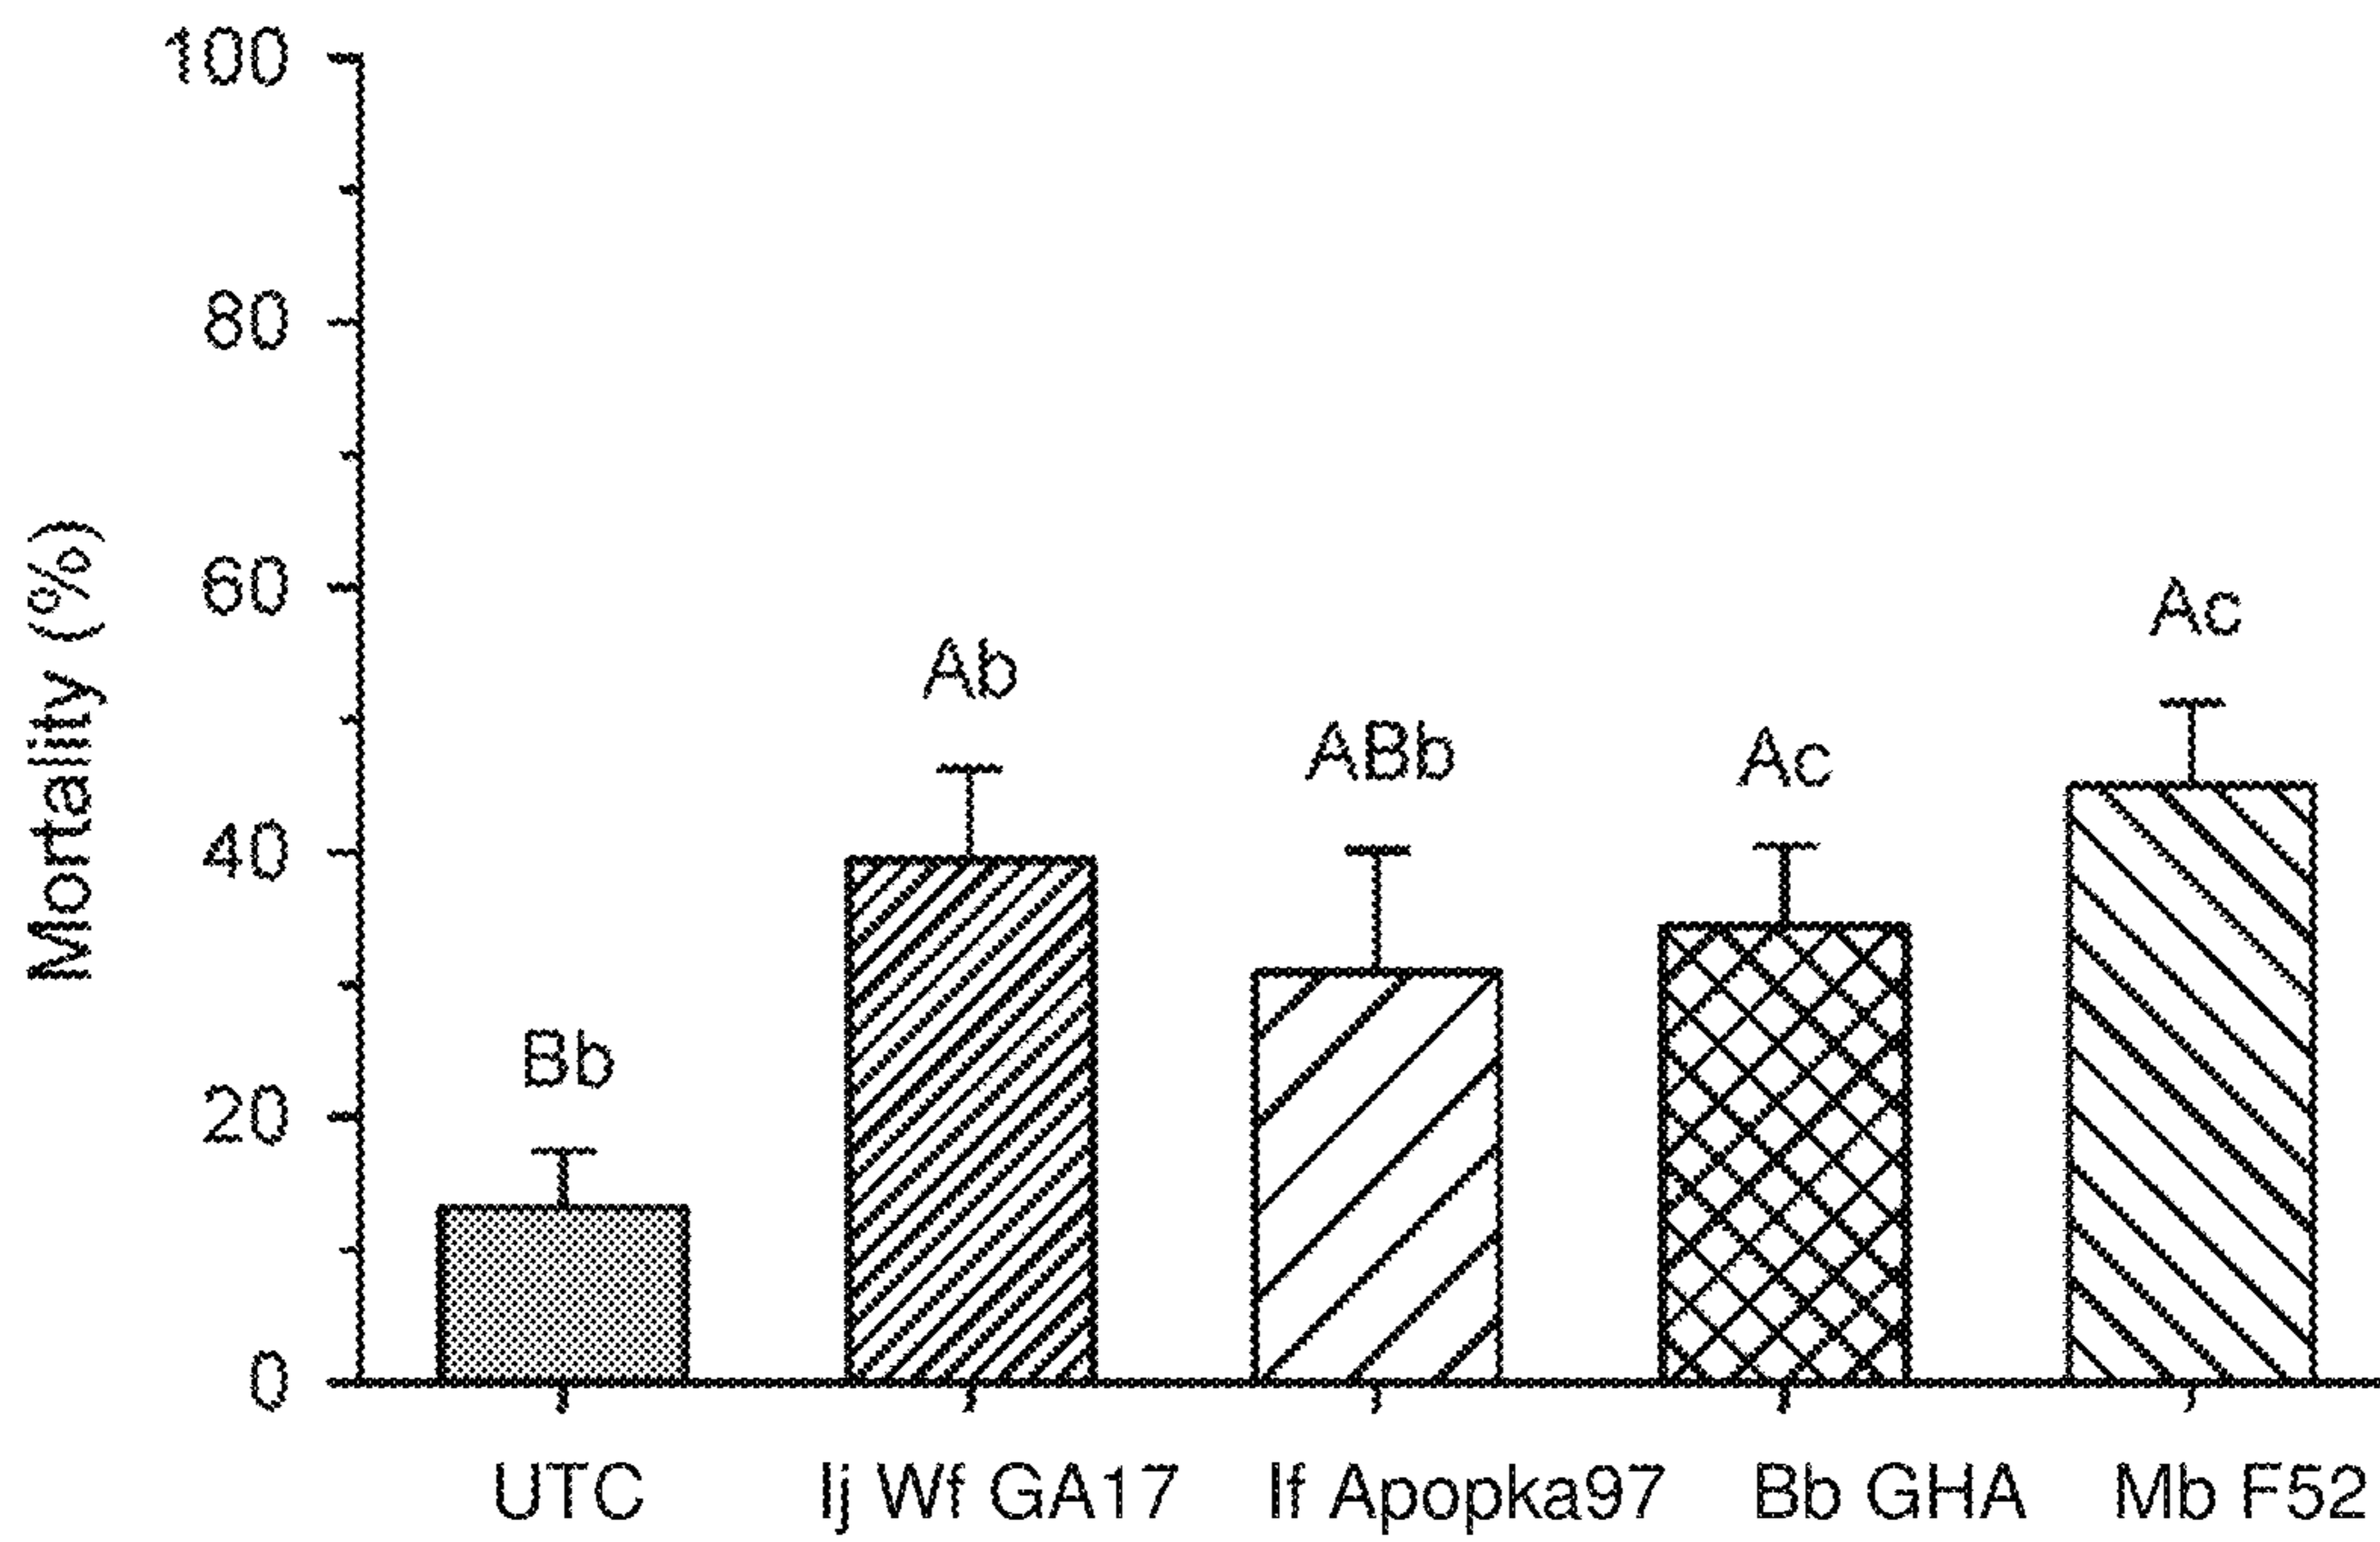 100
80
60
40
20
0
Mortality (%)
Bb
Ab
ABb
Ac
Ac
UTC
Ij Wf GA17
If Apopka97
Bb GHA
Mb F52